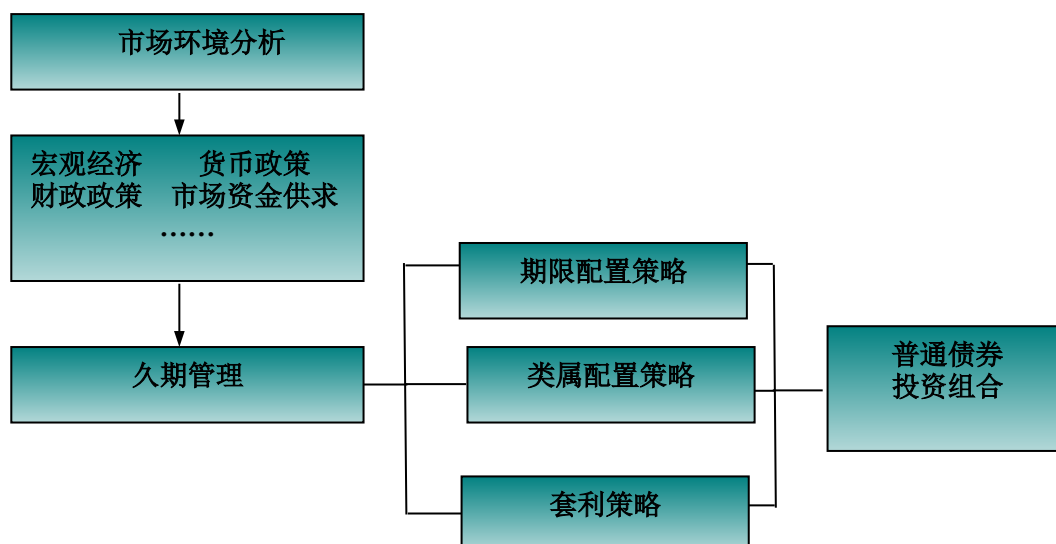 市场环境分析
宏观经济 货币政策
财政政策 市场资金供求
……
久期管理
期限配置策略
类属配置策略
套利策略
普通债券
投资组合